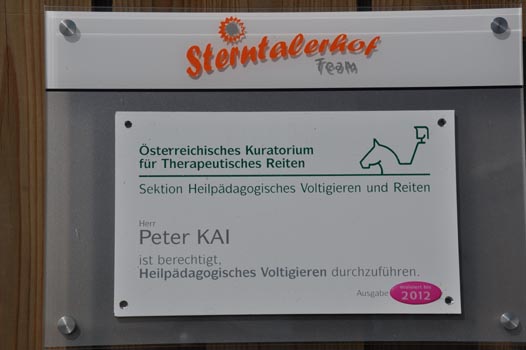 Sterntalerhof
Team
Österreichisches Kuratorium
für Therapeutisches Reiten
Sektion Heilpädagogisches Voltigieren und Reiten
Herr
Peter KAI
ist berechtigt,
Heilpädagogisches Voltigieren durchzuführen.
Ausgabe
2012